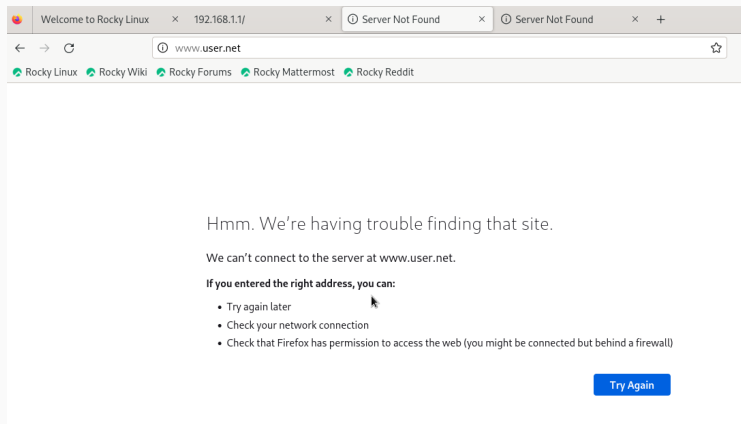 Welcome to Rocky Linux
192.168.1.1/
Server Not Found
Server Not Found
www.user.net
Rocky Linux
Rocky Wiki
Rocky Forums
Rocky Mattermost
Rocky Reddit
Hmm. We're having trouble finding that site.
We can't connect to the server at www.user.net.
If you entered the right address, you can:
• Try again later
• Check your network connection
• Check that Firefox has permission to access the web (you might be connected but behind a firewall)
Try Again